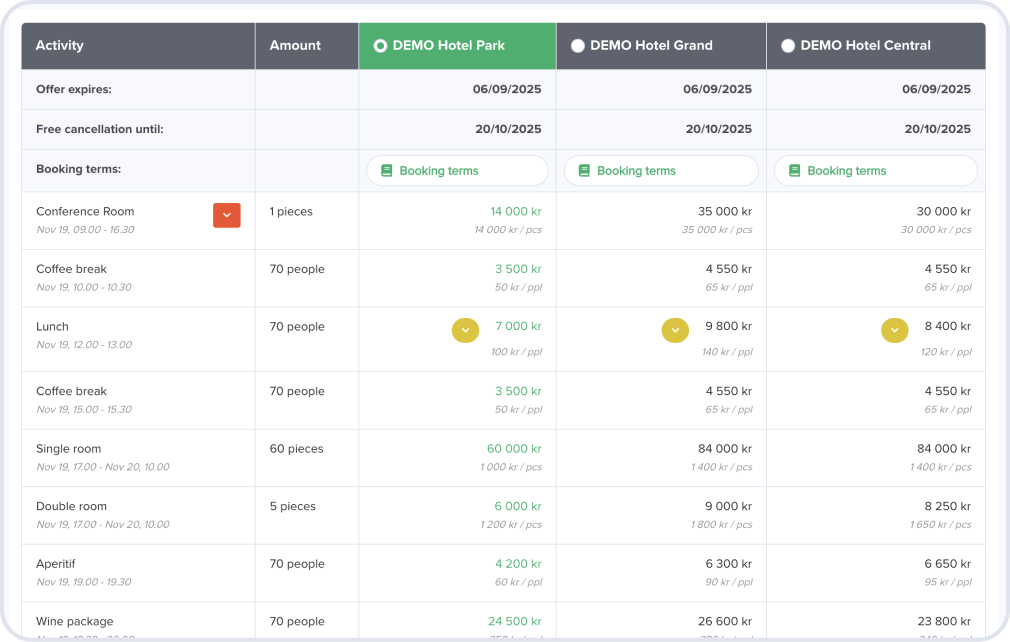 Activity Amount DEMO Hotel Park DEMO Hotel Grand DEMO Hotel Central
Offer expires: 06/09/2025 06/09/2025 06/09/2025
Free cancellation until: 20/10/2025 20/10/2025 20/10/2025
Booking terms: Booking terms Booking terms Booking terms
Conference Room 1 pieces 14 000 kr 35 000 kr 30 000 kr
Nov 19, 09.00 - 16.30 14 000 kr / pcs 35 000 kr / pcs 30 000 kr / pcs
Coffee break 70 people 3 500 kr 4 550 kr 4 550 kr
Nov 19, 10.00 - 10.30 50 kr / ppl 65 kr / ppl 65 kr / ppl
Lunch 70 people 7 000 kr 9 800 kr 8 400 kr
Nov 19, 12.00 - 13.00 100 kr / ppl 140 kr / ppl 120 kr / ppl
Coffee break 70 people 3 500 kr 4 550 kr 4 550 kr
Nov 19, 15.00 - 15.30 50 kr / ppl 65 kr / ppl 65 kr / ppl
Single room 60 pieces 60 000 kr 84 000 kr 84 000 kr
Nov 19, 17.00 - Nov 20, 10.00 1 000 kr / pcs 1 400 kr / pcs 1 400 kr / pcs
Double room 5 pieces 6 000 kr 9 000 kr 8 250 kr
Nov 19, 17.00 - Nov 20, 10.00 1 200 kr / pcs 1 800 kr / pcs 1 650 kr / pcs
Aperitif 70 people 4 200 kr 6 300 kr 6 650 kr
Nov 19, 19.00 - 19.30 60 kr / ppl 90 kr / ppl 95 kr / ppl
Wine package 70 people 24 500 kr 26 600 kr 23 800 kr